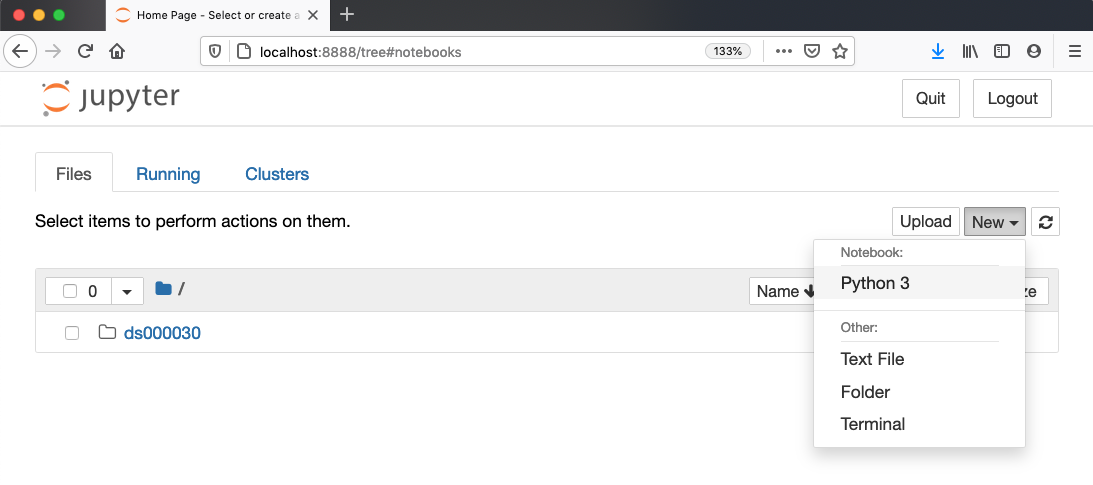 Home Page - Select or create a
localhost:8888/tree#notebooks 133%
jupyter Quit Logout
Files Running Clusters
Select items to perform actions on them. Upload New
Notebook:
0 / Name Python 3 ze
ds000030
Other:
Text File
Folder
Terminal